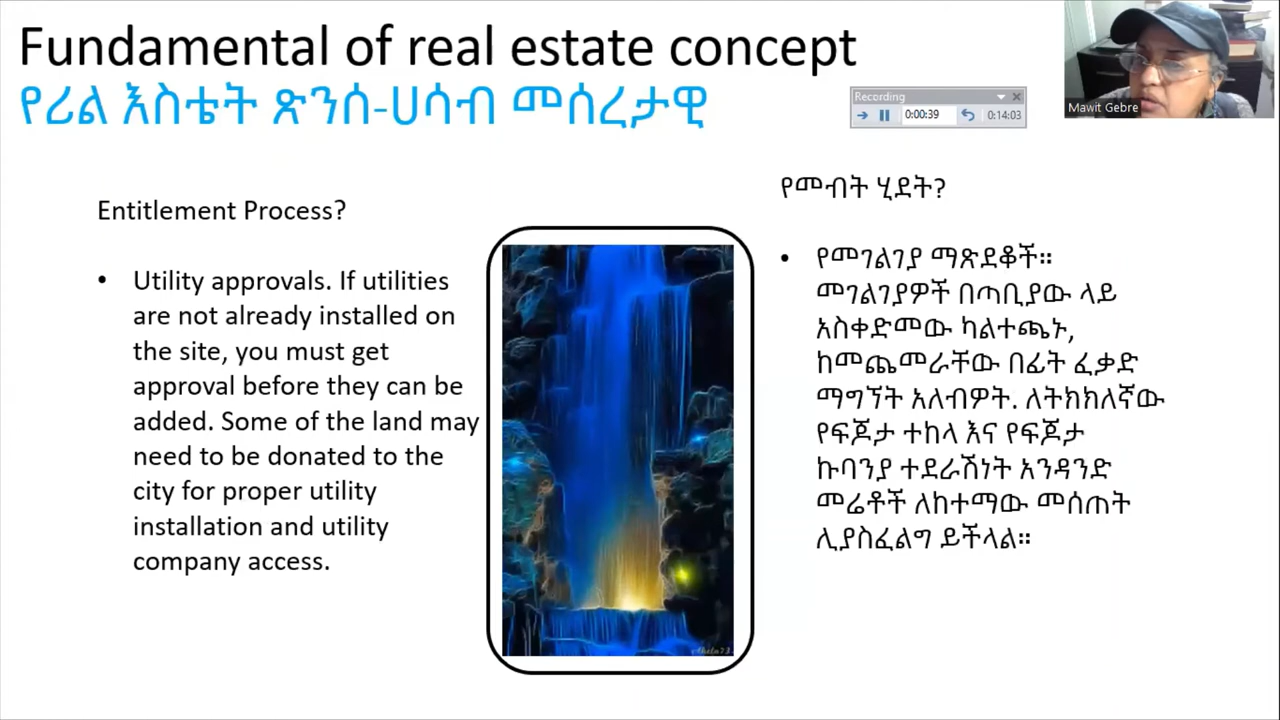 Fundamental of real estate concept
የሪል እስቴት ጽንሰ-ሀሳብ መሰረታዊ
Recording
0:00:39
0:14:03
Mawit Gebre
Entitlement Process?
• Utility approvals. If utilities
are not already installed on
the site, you must get
approval before they can be
added. Some of the land may
need to be donated to the
city for proper utility
installation and utility
company access.
የመብት ሂደት?
• የመገልገያ ማጽደቆች።
መገልገያዎች በጣቢያው ላይ
አስቀድመው ካልተጫኑ,
ከመጨመራቸው በፊት ፈቃድ
ማግኘት አለብዎት. ለትክክለኛው
የፍጆታ ተከላ እና የፍጆታ
ኩባንያ ተደራሽነት አንዳንድ
መሬቶች ለከተማው መሰጠት
ሊያስፈልግ ይችላል።